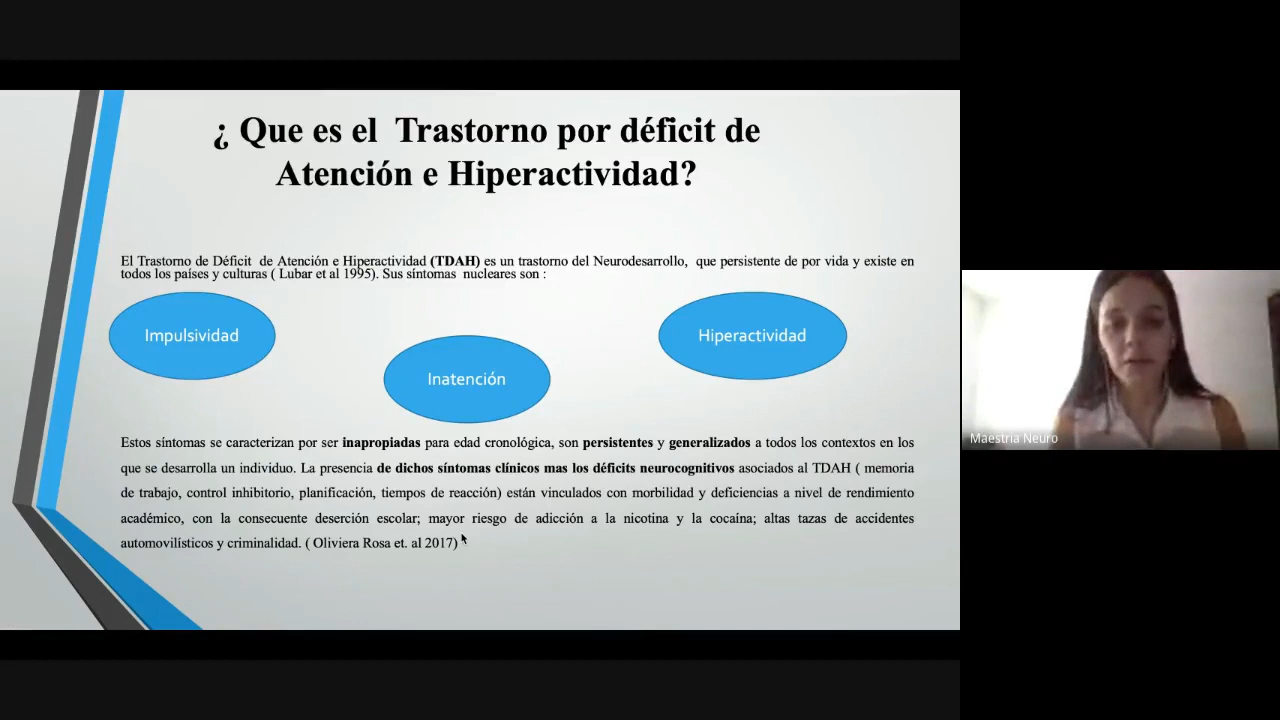 ¿ Que es el Trastorno por déficit de
Atención e Hiperactividad?
El Trastorno de Déficit de Atención e Hiperactividad (TDAH) es un trastorno del Neurodesarrollo, que persistente de por vida y existe en
todos los países y culturas ( Lubar et al 1995). Sus síntomas nucleares son :
Impulsividad
Inatención
Hiperactividad
Estos síntomas se caracterizan por ser inapropiadas para edad cronológica, son persistentes y generalizados a todos los contextos en los
que se desarrolla un individuo. La presencia de dichos síntomas clínicos mas los déficits neurocognitivos asociados al TDAH ( memoria
de trabajo, control inhibitorio, planificación, tiempos de reacción) están vinculados con morbilidad y deficiencias a nivel de rendimiento
académico, con la consecuente deserción escolar; mayor riesgo de adicción a la nicotina y la cocaína; altas tazas de accidentes
automovilísticos y criminalidad. ( Oliviera Rosa et. al 2017)
Maestria Neuro